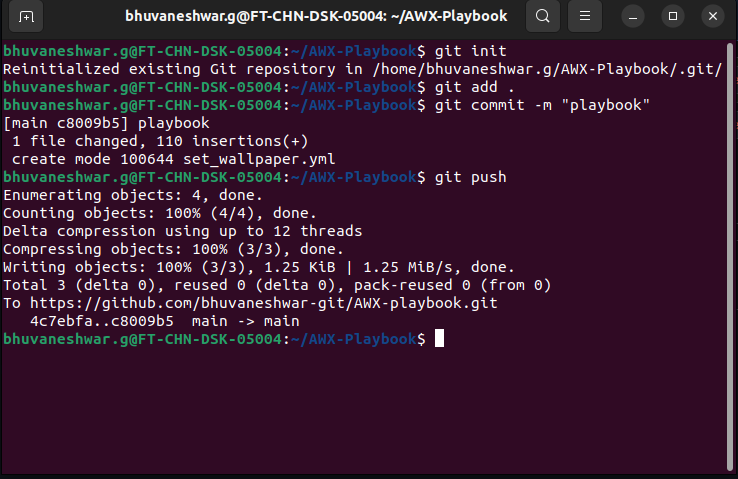 bhuvaneshwar.g@FT-CHN-DSK-05004: ~/AWX-Playbook
bhuvaneshwar.g@FT-CHN-DSK-05004:~/AWX-Playbook$ git init
Reinitialized existing Git repository in /home/bhuvaneshwar.g/AWX-Playbook/.git/
bhuvaneshwar.g@FT-CHN-DSK-05004:~/AWX-Playbook$ git add .
bhuvaneshwar.g@FT-CHN-DSK-05004:~/AWX-Playbook$ git commit -m "playbook"
[main c8009b5] playbook
 1 file changed, 110 insertions(+)
 create mode 100644 set_wallpaper.yml
bhuvaneshwar.g@FT-CHN-DSK-05004:~/AWX-Playbook$ git push
Enumerating objects: 4, done.
Counting objects: 100% (4/4), done.
Delta compression using up to 12 threads
Compressing objects: 100% (3/3), done.
Writing objects: 100% (3/3), 1.25 KiB | 1.25 MiB/s, done.
Total 3 (delta 0), reused 0 (delta 0), pack-reused 0 (from 0)
To https://github.com/bhuvaneshwar-git/AWX-playbook.git
   4c7ebfa..c8009b5  main -> main
bhuvaneshwar.g@FT-CHN-DSK-05004:~/AWX-Playbook$